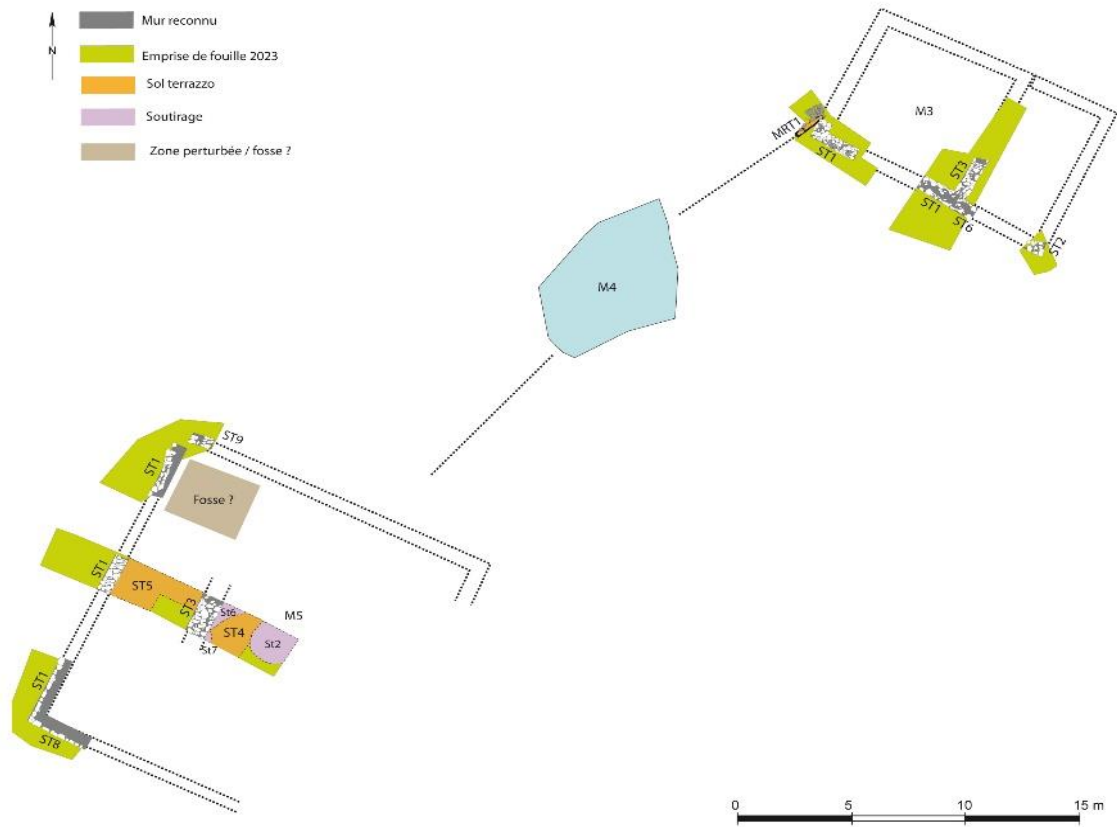 N
Mur reconnu
Emprise de fouille 2023
Sol terrazzo
Soutirage
Zone perturbée / fosse ?
M3
MRT1
ST1
ST3
ST1
ST6
ST2
M4
ST9
ST1
Fosse ?
ST1
ST5
ST3
St6
M5
ST4
St2
St7
ST1
ST8
0 5 10 15 m